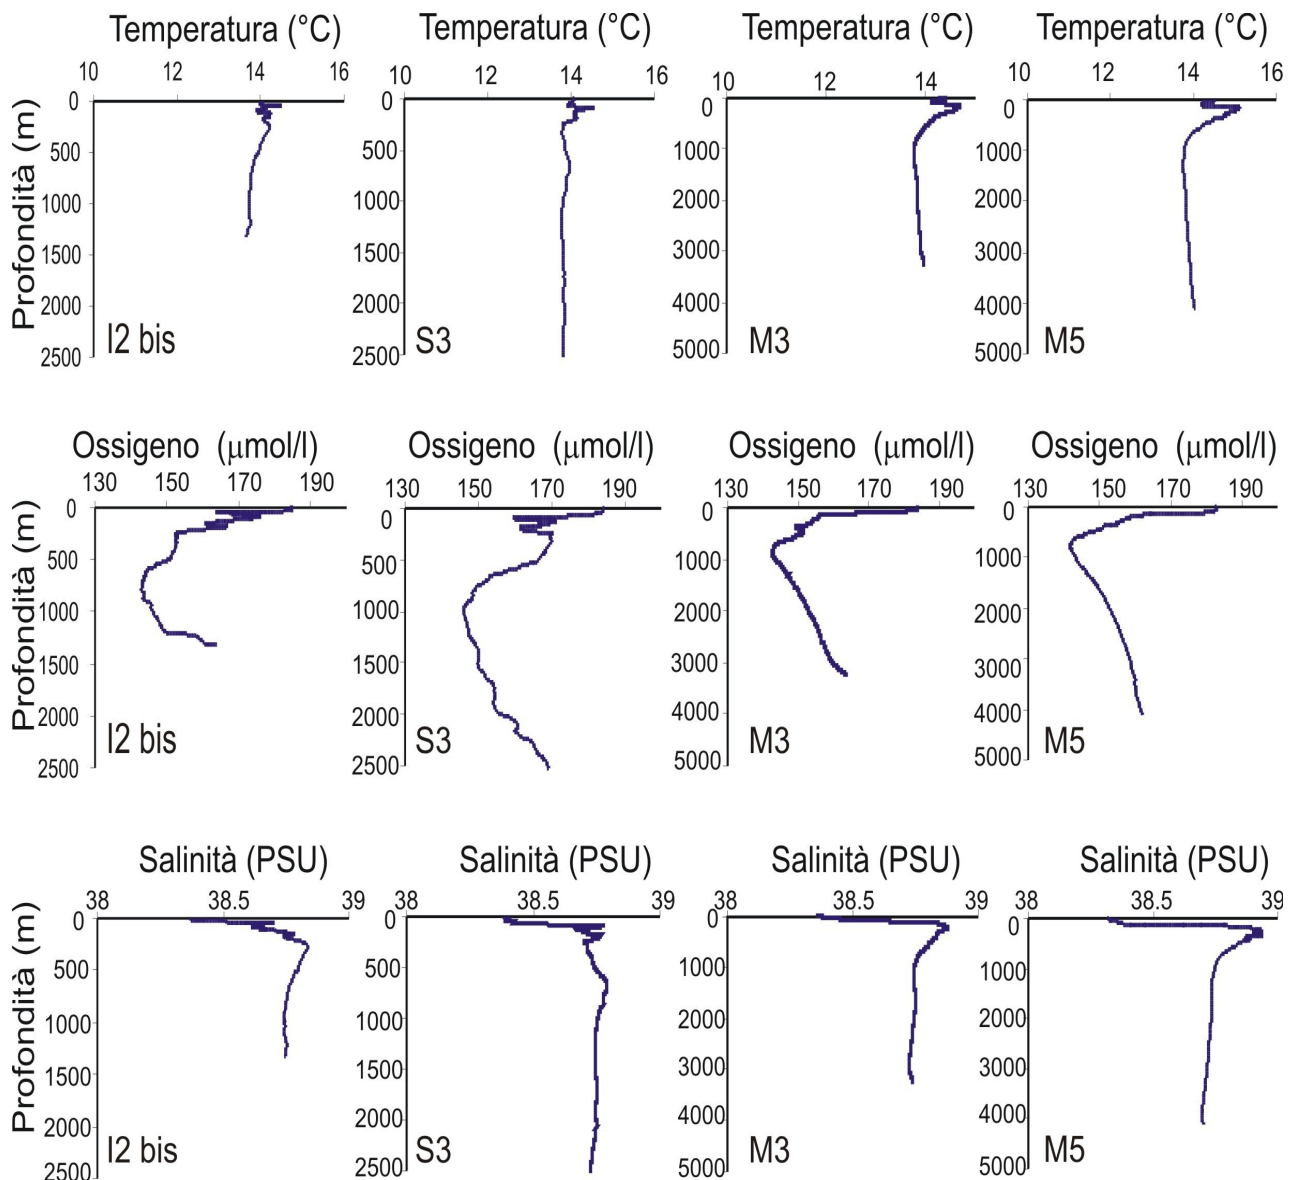 Temperatura (°C) Temperatura (°C) Temperatura (°C) Temperatura (°C)
10 12 14 16 10 12 14 16 10 12 14 10 12 14 16
Profondità (m)
0 0 0 0
500 500 1000 1000
1000 1000 2000 2000
1500 1500 3000 3000
2000 2000 4000 4000
2500 2500 5000 5000
I2 bis S3 M3 M5
Ossigeno (μmol/l) Ossigeno (μmol/l) Ossigeno (μmol/l) Ossigeno (μmol/l)
130 150 170 190 130 150 170 190 130 150 170 190 130 150 170 190
Profondità (m)
0 0 0 0
500 500 1000 1000
1000 1000 2000 2000
1500 1500 3000 3000
2000 2000 4000 4000
2500 2500 5000 5000
I2 bis S3 M3 M5
Salinità (PSU) Salinità (PSU) Salinità (PSU) Salinità (PSU)
38 38.5 39 38 38.5 39 38 38.5 39 38 38.5 39
Profondità (m)
0 0 0 0
500 500 1000 1000
1000 1000 2000 2000
1500 1500 3000 3000
2000 2000 4000 4000
2500 2500 5000 5000
I2 bis S3 M3 M5